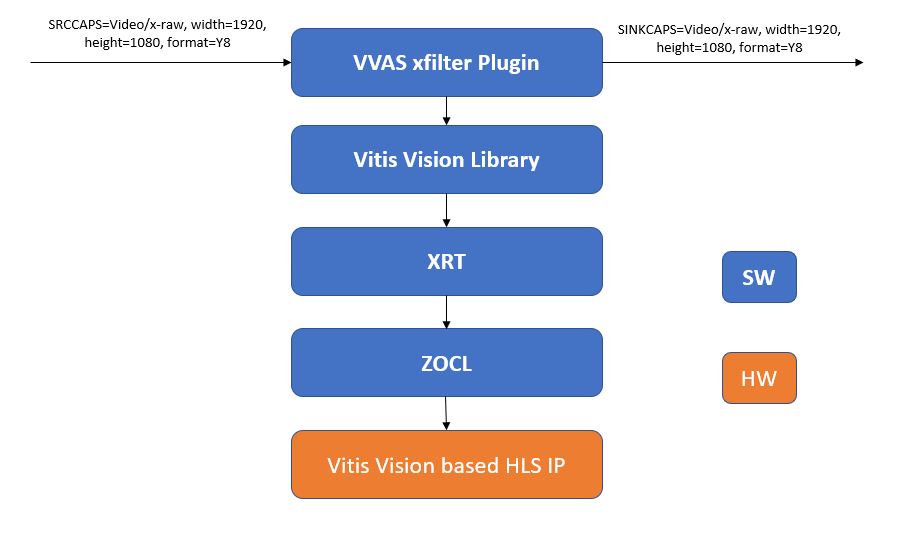 SRCCAPS=Video/x-raw, width=1920,
height=1080, format=Y8
SINKCAPS=Video/x-raw, width=1920,
height=1080, format=Y8
VVAS xfilter Plugin
Vitis Vision Library
XRT
SW
ZOCL
HW
Vitis Vision based HLS IP